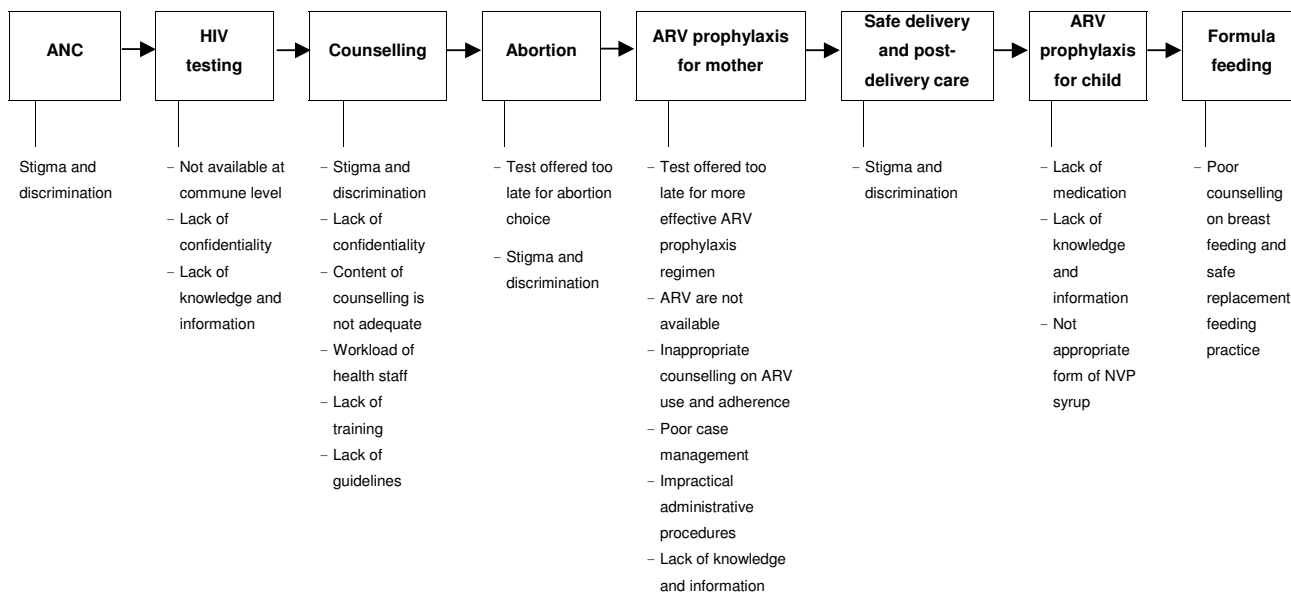 ANC
HIV
testing
Counselling
Abortion
ARV prophylaxis
for mother
Safe delivery
and post-
delivery care
ARV
prophylaxis
for child
Formula
feeding
Stigma and
discrimination
– Not available at
commune level
– Lack of
confidentiality
– Lack of
knowledge and
information
– Stigma and
discrimination
– Lack of
confidentiality
– Content of
counselling is
not adequate
– Workload of
health staff
– Lack of
training
– Lack of
guidelines
– Test offered too
late for abortion
choice
– Stigma and
discrimination
– Test offered too
late for more
effective ARV
prophylaxis
regimen
– ARV are not
available
– Inappropriate
counselling on ARV
use and adherence
– Poor case
management
– Impractical
administrative
procedures
– Lack of knowledge
and information
– Stigma and
discrimination
– Lack of
medication
– Lack of
knowledge
and
information
– Not
appropriate
form of NVP
syrup
– Poor
counselling
on breast
feeding and
safe
replacement
feeding
practice